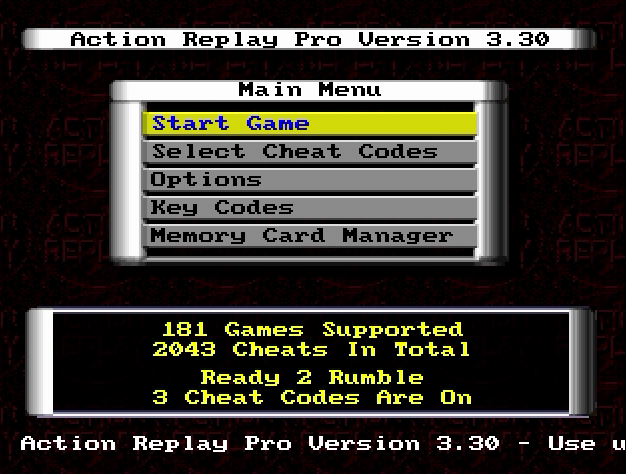 Action Replay Pro Version 3.30
Main Menu
Start Game
Select Cheat Codes
Options
Key Codes
Memory Card Manager
181 Games Supported
2043 Cheats In Total
Ready 2 Rumble
3 Cheat Codes Are On
Action Replay Pro Version 3.30 - Use